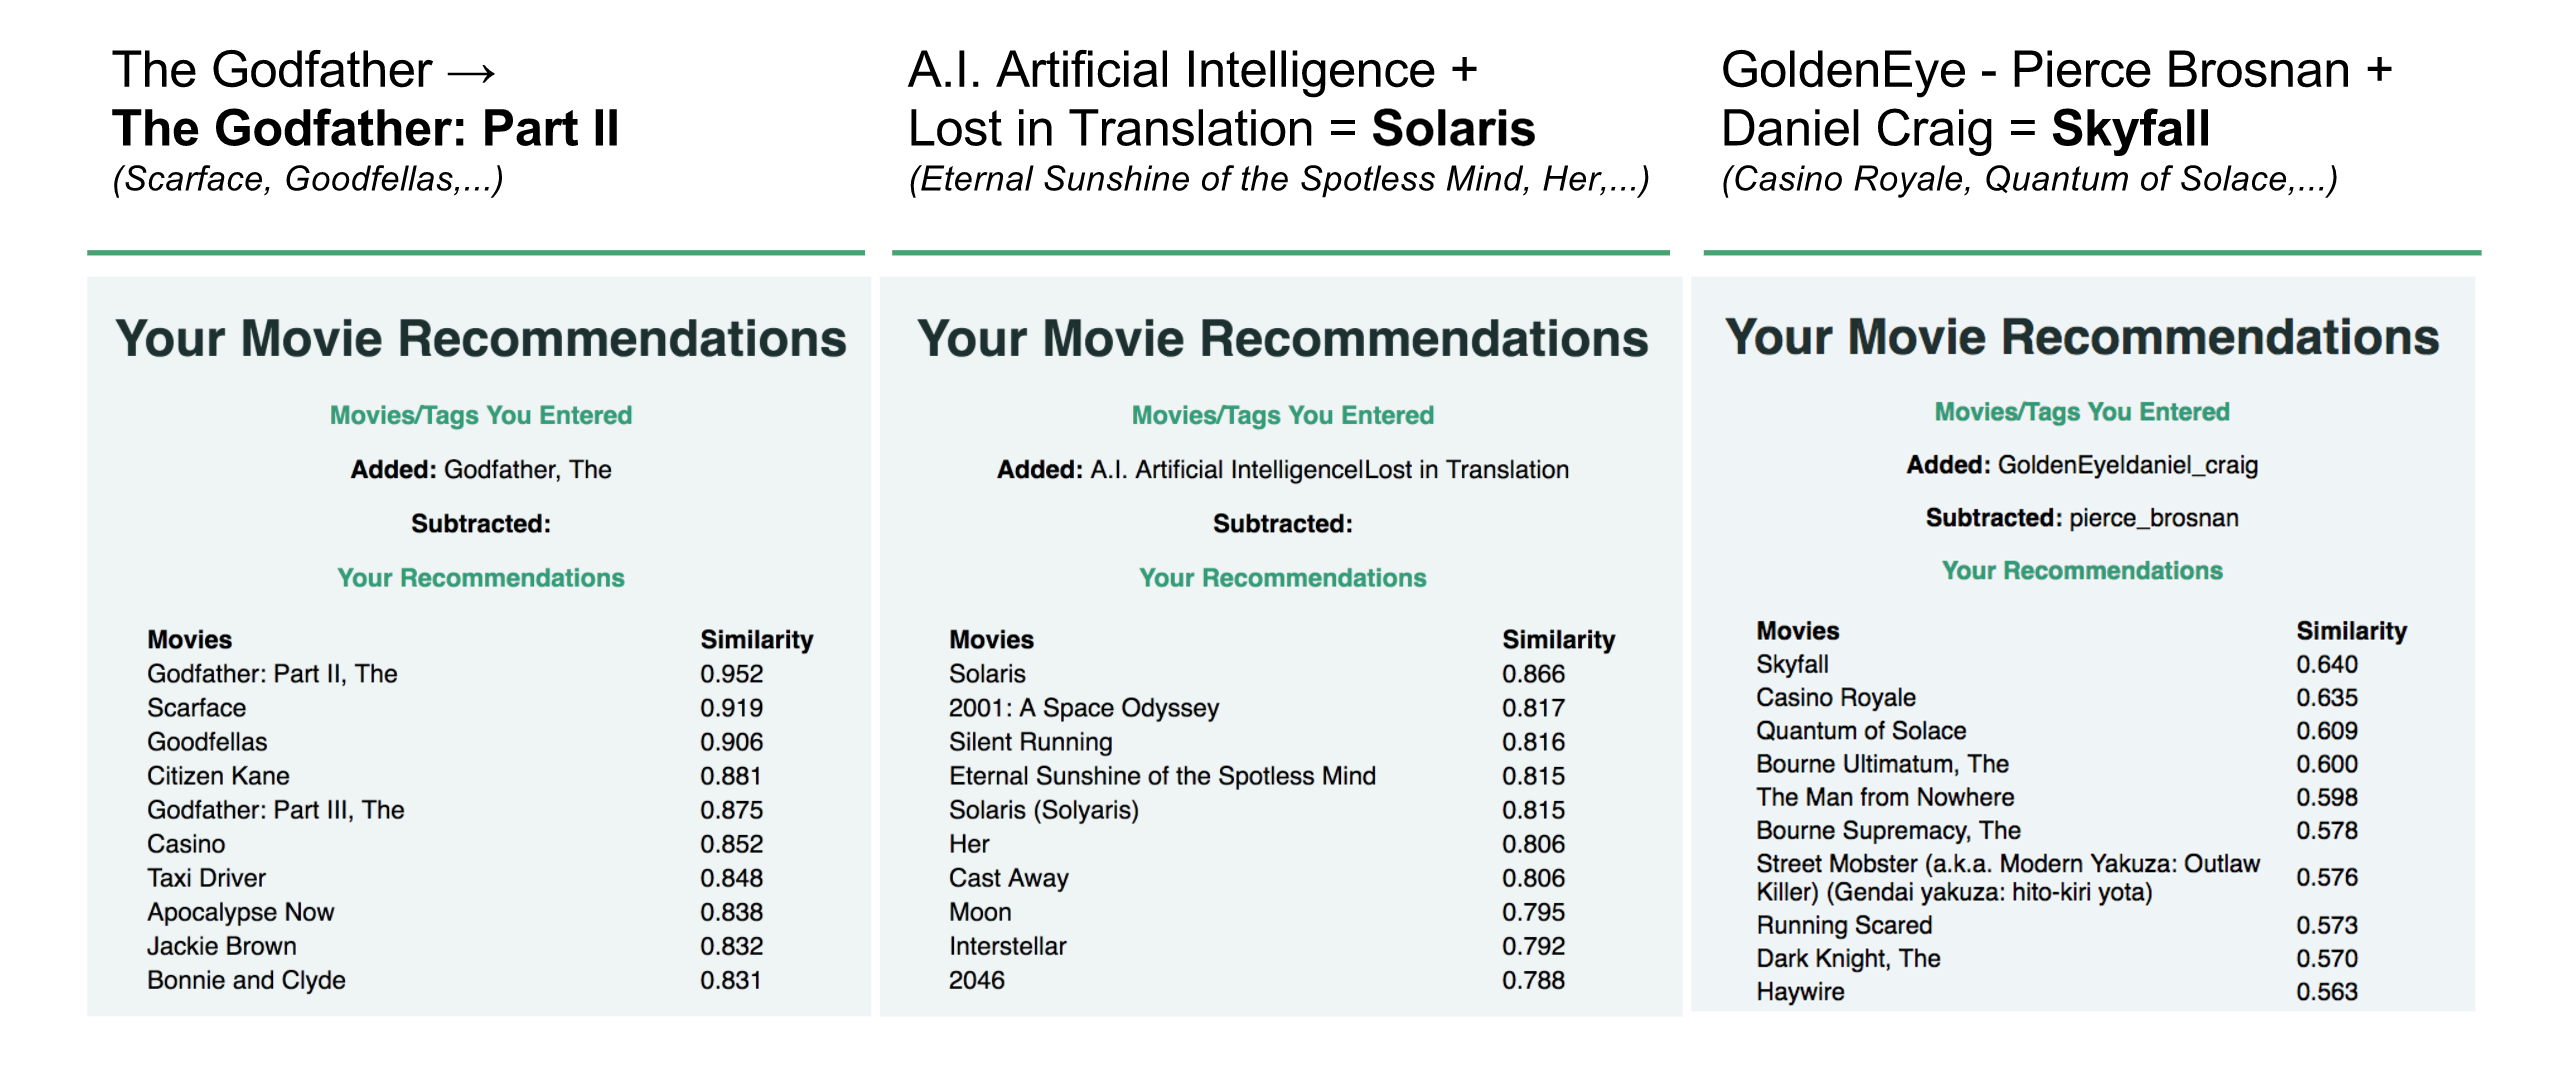 The Godfather →
The Godfather: Part II
(Scarface, Goodfellas,...)
Your Movie Recommendations
Movies/Tags You Entered
Added: Godfather, The
Subtracted:
Your Recommendations
Movies Similarity
Godfather: Part II, The 0.952
Scarface 0.919
Goodfellas 0.906
Citizen Kane 0.881
Godfather: Part III, The 0.875
Casino 0.852
Taxi Driver 0.848
Apocalypse Now 0.838
Jackie Brown 0.832
Bonnie and Clyde 0.831
A.I. Artificial Intelligence +
Lost in Translation = Solaris
(Eternal Sunshine of the Spotless Mind, Her,...)
Your Movie Recommendations
Movies/Tags You Entered
Added: A.I. Artificial Intelligence|Lost in Translation
Subtracted:
Your Recommendations
Movies Similarity
Solaris 0.866
2001: A Space Odyssey 0.817
Silent Running 0.816
Eternal Sunshine of the Spotless Mind 0.815
Solaris (Solyaris) 0.815
Her 0.806
Cast Away 0.806
Moon 0.795
Interstellar 0.792
2046 0.788
GoldenEye - Pierce Brosnan +
Daniel Craig = Skyfall
(Casino Royale, Quantum of Solace,...)
Your Movie Recommendations
Movies/Tags You Entered
Added: GoldenEye|daniel_craig
Subtracted: pierce_brosnan
Your Recommendations
Movies Similarity
Skyfall 0.640
Casino Royale 0.635
Quantum of Solace 0.609
Bourne Ultimatum, The 0.600
The Man from Nowhere 0.598
Bourne Supremacy, The 0.578
Street Mobster (a.k.a. Modern Yakuza: Outlaw
Killer) (Gendai yakuza: hito-kiri yota) 0.576
Running Scared 0.573
Dark Knight, The 0.570
Haywire 0.563